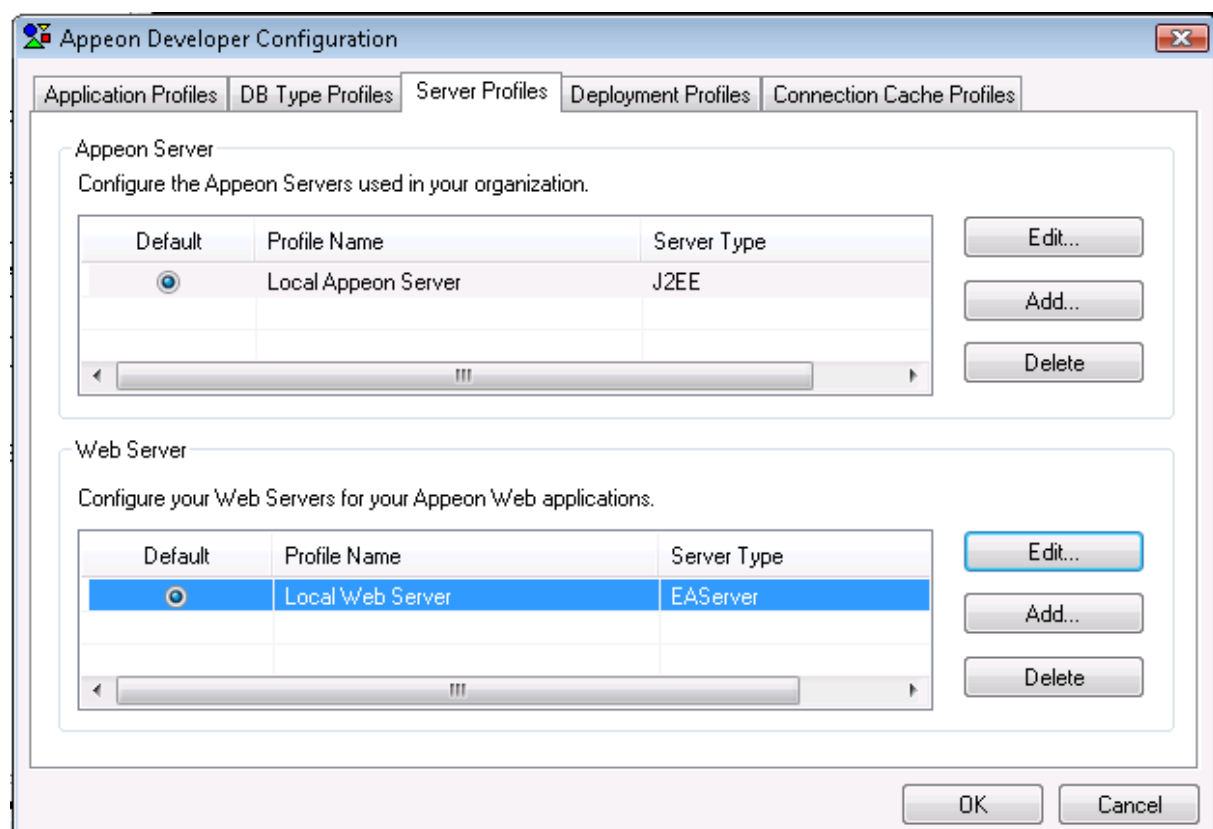 Appeon Developer Configuration
Application Profiles DB Type Profiles Server Profiles Deployment Profiles Connection Cache Profiles
Appeon Server
Configure the Appeon Servers used in your organization.
Default Profile Name Server Type Edit...
Local Appeon Server J2EE
Add...
Delete
Web Server
Configure your Web Servers for your Appeon Web applications.
Default Profile Name Server Type Edit...
Local Web Server EAServer
Add...
Delete
OK Cancel